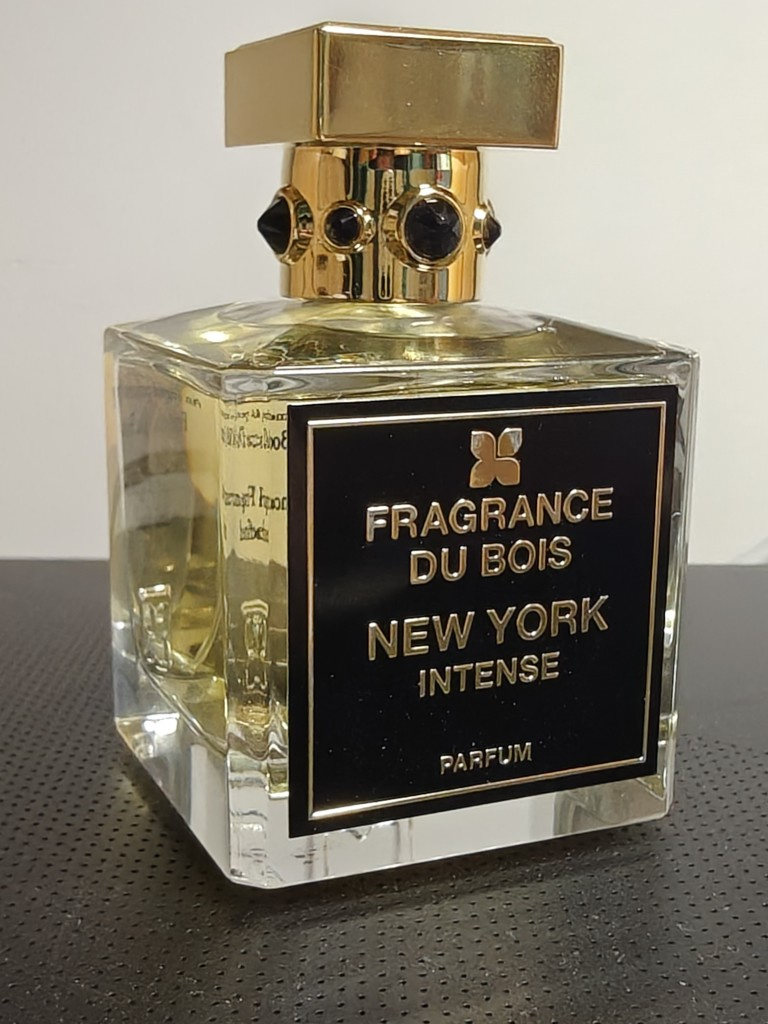 FRAGRANCE
DU BOIS
NEW YORK
INTENSE
PARFUM